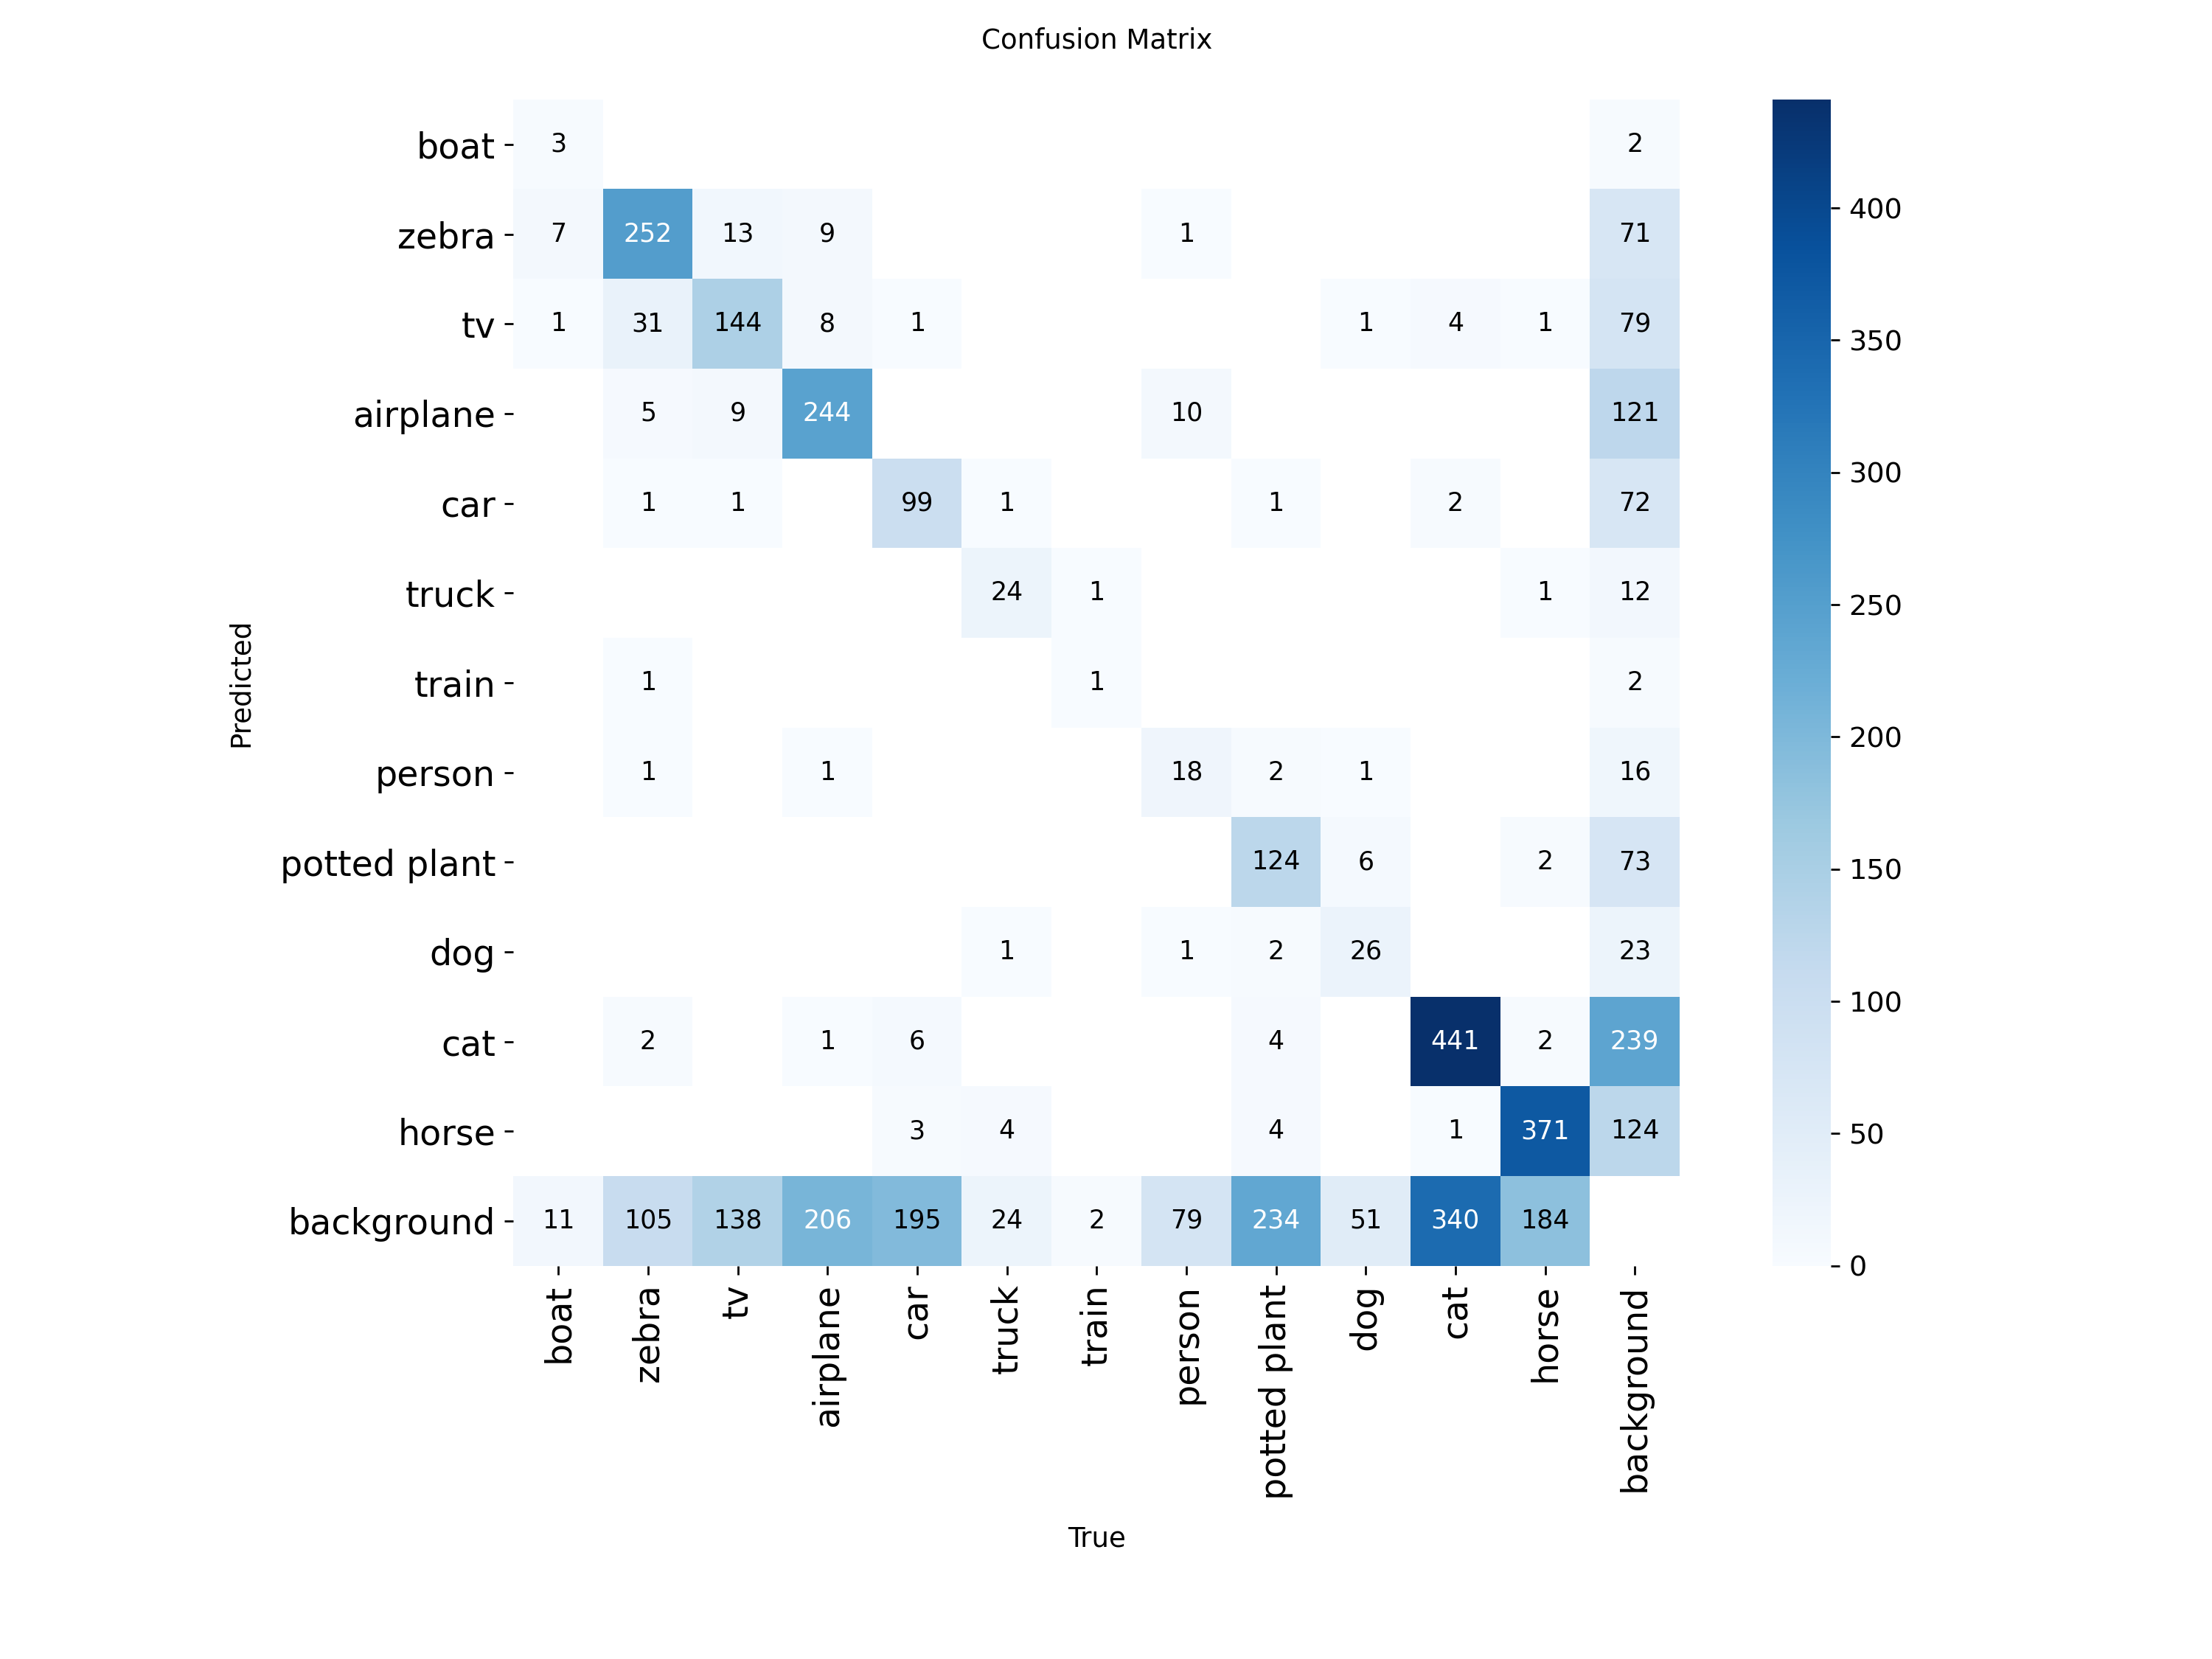 Confusion Matrix
boat 3 2
zebra 7 252 13 9 1 71
tv 1 31 144 8 1 1 4 1 79
airplane 5 9 244 10 121
car 1 1 99 1 1 2 72
truck 24 1 1 12
train 1 1 2
person 1 1 18 2 1 16
potted plant 124 6 2 73
dog 1 1 2 26 23
cat 2 1 6 4 441 2 239
horse 3 4 4 1 371 124
background 11 105 138 206 195 24 2 79 234 51 340 184
boat zebra tv airplane car truck train person potted plant dog cat horse background
Predicted
True
400
350
300
250
200
150
100
50
0